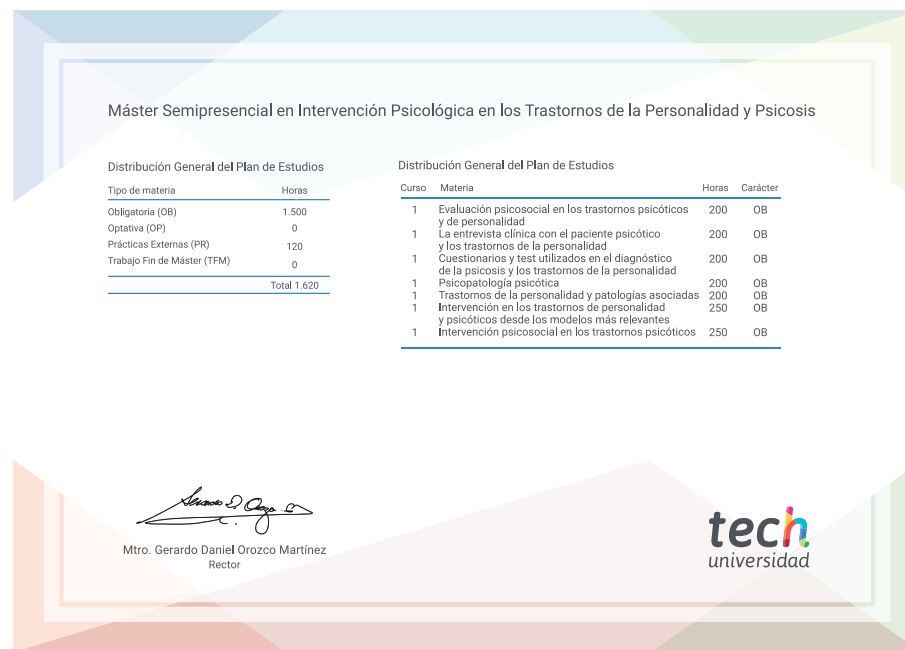 Máster Semipresencial en Intervención Psicológica en los Trastornos de la Personalidad y Psicosis
Distribución General del Plan de Estudios
Tipo de materia Horas
Obligatoria (OB) 1.500
Optativa (OP) 0
Prácticas Externas (PR) 120
Trabajo Fin de Máster (TFM) 0
Total 1.620
Distribución General del Plan de Estudios
Curso Materia Horas Carácter
1 Evaluación psicosocial en los trastornos psicóticos 200 OB
y de personalidad
1 La entrevista clínica con el paciente psicótico 200 OB
y los trastornos de la personalidad
1 Cuestionarios y test utilizados en el diagnóstico 200 OB
de la psicosis y los trastornos de la personalidad
1 Psicopatología psicótica 200 OB
1 Trastornos de la personalidad y patologías asociadas 200 OB
1 Intervención en los trastornos de personalidad 250 OB
y psicóticos desde los modelos más relevantes
1 Intervención psicosocial en los trastornos psicóticos 250 OB
Mtro. Gerardo Daniel Orozco Martínez
Rector
tech
universidad